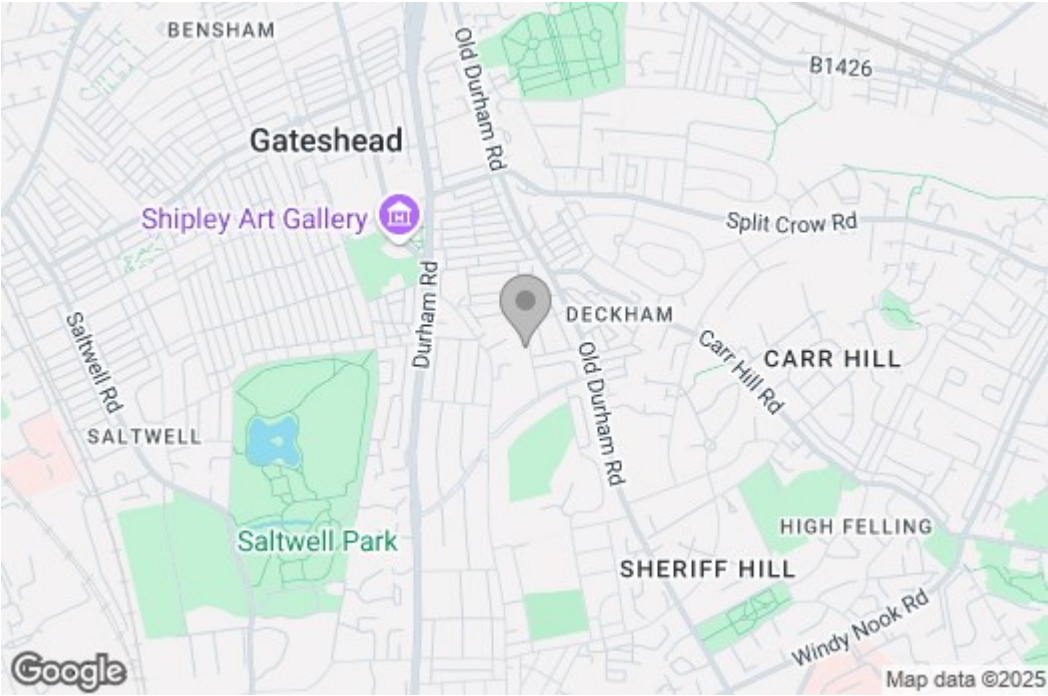 BENSHAM
Old Durham Rd
B1426
Gateshead
Shipley Art Gallery
Split Crow Rd
Durham Rd
DECKHAM
Saltwell Rd
Carr Hill Rd
CARR HILL
Old Durham Rd
SALTWELL
HIGH FELLING
Saltwell Park
SHERIFF HILL
Windy Nook Rd
Google
Map data ©2025